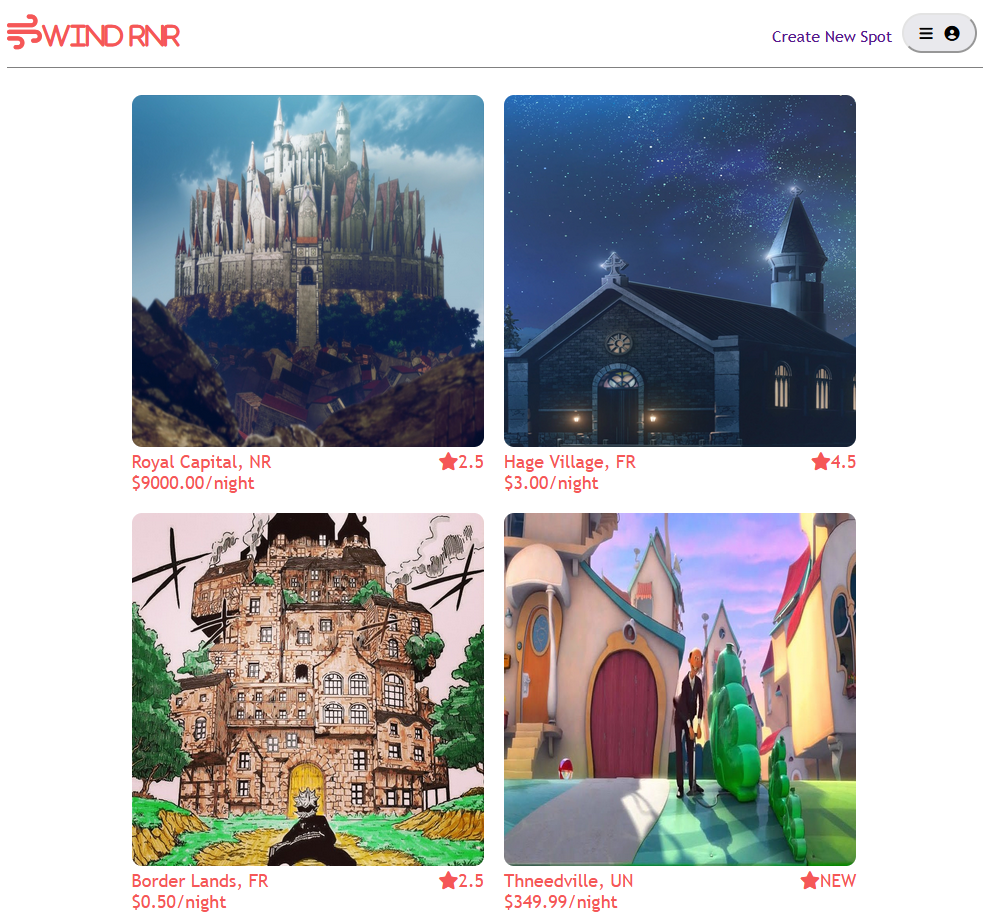 WIND RNR
Create New Spot
Royal Capital, NR 2.5
$9000.00/night
Hage Village, FR 4.5
$3.00/night
Border Lands, FR 2.5
$0.50/night
Thneedville, UN NEW
$349.99/night